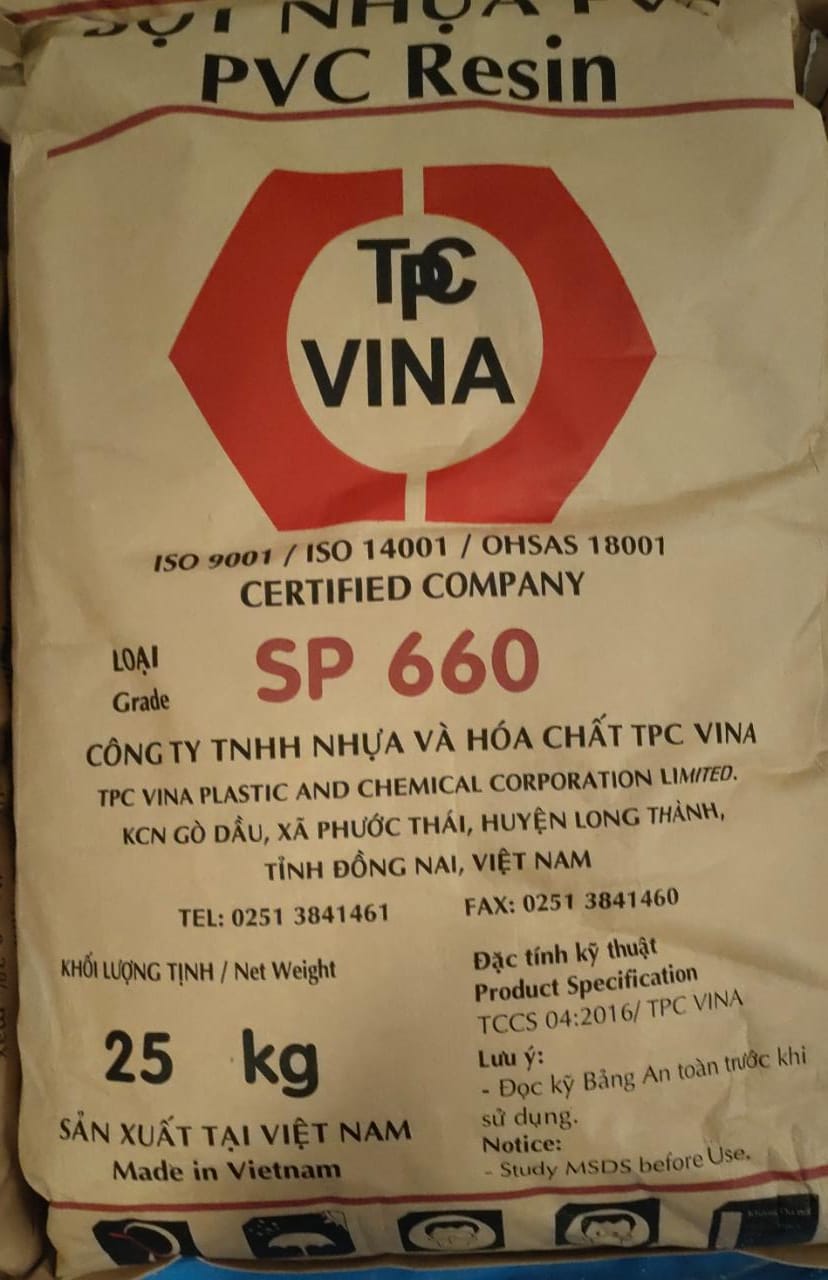 BỘT NHỰA PVC
PVC Resin
TPC
VINA
ISO 9001 / ISO 14001 / OHSAS 18001
CERTIFIED COMPANY
LOẠI
Grade
SP 660
CÔNG TY TNHH NHỰA VÀ HÓA CHẤT TPC VINA
TPC VINA PLASTIC AND CHEMICAL CORPORATION LIMITED.
KCN GÒ DẦU, XÃ PHƯỚC THÁI, HUYỆN LONG THÀNH,
TỈNH ĐỒNG NAI, VIỆT NAM
TEL: 0251 3841461 FAX: 0251 3841460
KHỐI LƯỢNG TỊNH / Net Weight
25 kg
SẢN XUẤT TẠI VIỆT NAM
Made in Vietnam
Đặc tính kỹ thuật
Product Specification
TCCS 04:2016/ TPC VINA
Lưu ý:
- Đọc kỹ Bảng An toàn trước khi
sử dụng.
Notice:
- Study MSDS before Use.